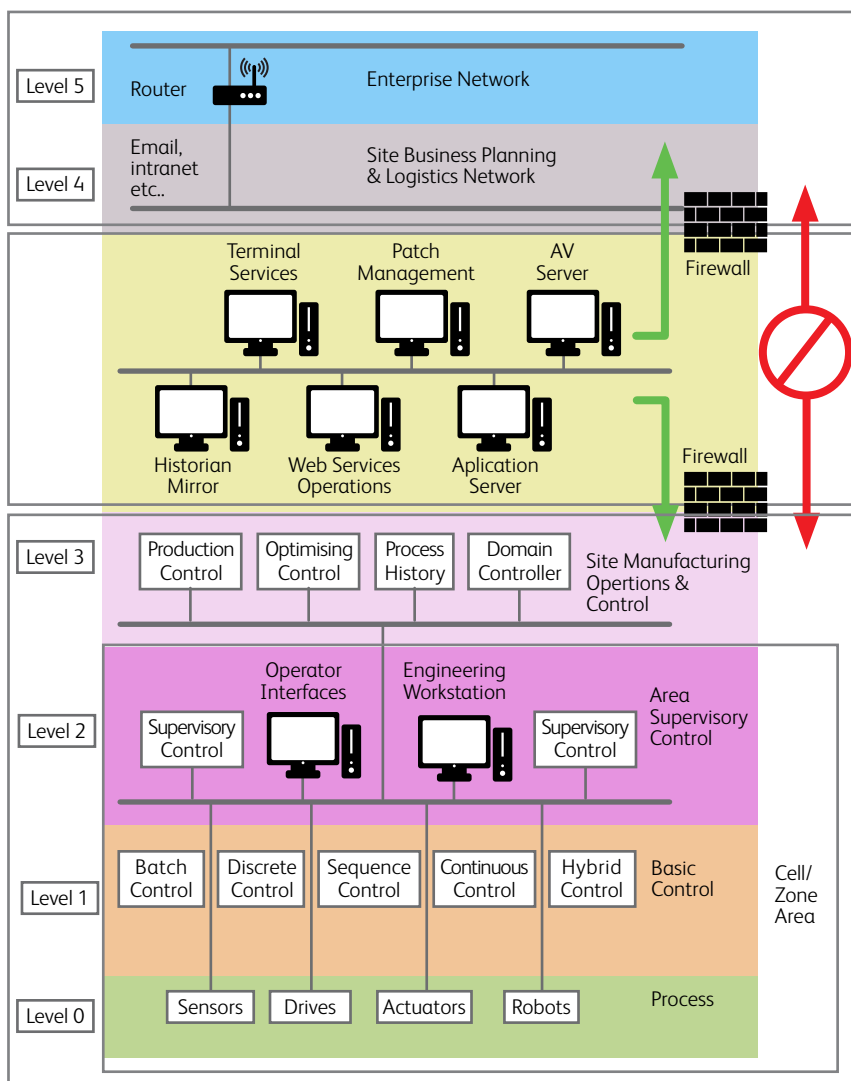 Level 5
Router
Enterprise Network
Level 4
Email,
intranet
etc..
Site Business Planning
& Logistics Network
Firewall
Terminal
Services
Patch
Management
AV
Server
Historian
Mirror
Web Services
Operations
Aplication
Server
Firewall
Level 3
Production
Control
Optimising
Control
Process
History
Domain
Controller
Site Manufacturing
Opertions &
Control
Level 2
Supervisory
Control
Operator
Interfaces
Engineering
Workstation
Supervisory
Control
Area
Supervisory
Control
Level 1
Batch
Control
Discrete
Control
Sequence
Control
Continuous
Control
Hybrid
Control
Basic
Control
Cell/
Zone
Area
Level 0
Sensors
Drives
Actuators
Robots
Process